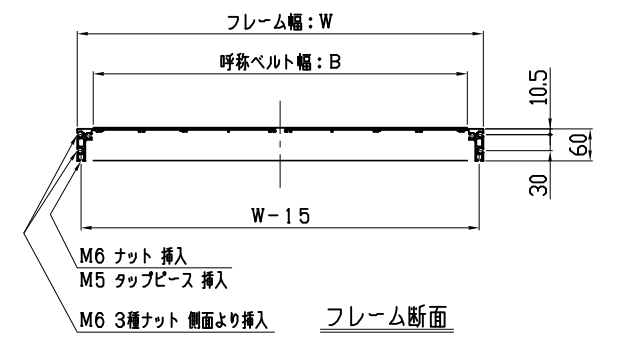 フレーム幅：W
呼称ベルト幅：B
10.5
60
30
W-15
M6 ナット 挿入
M5 タップピース 挿入
M6 3種ナット 側面より挿入
フレーム断面